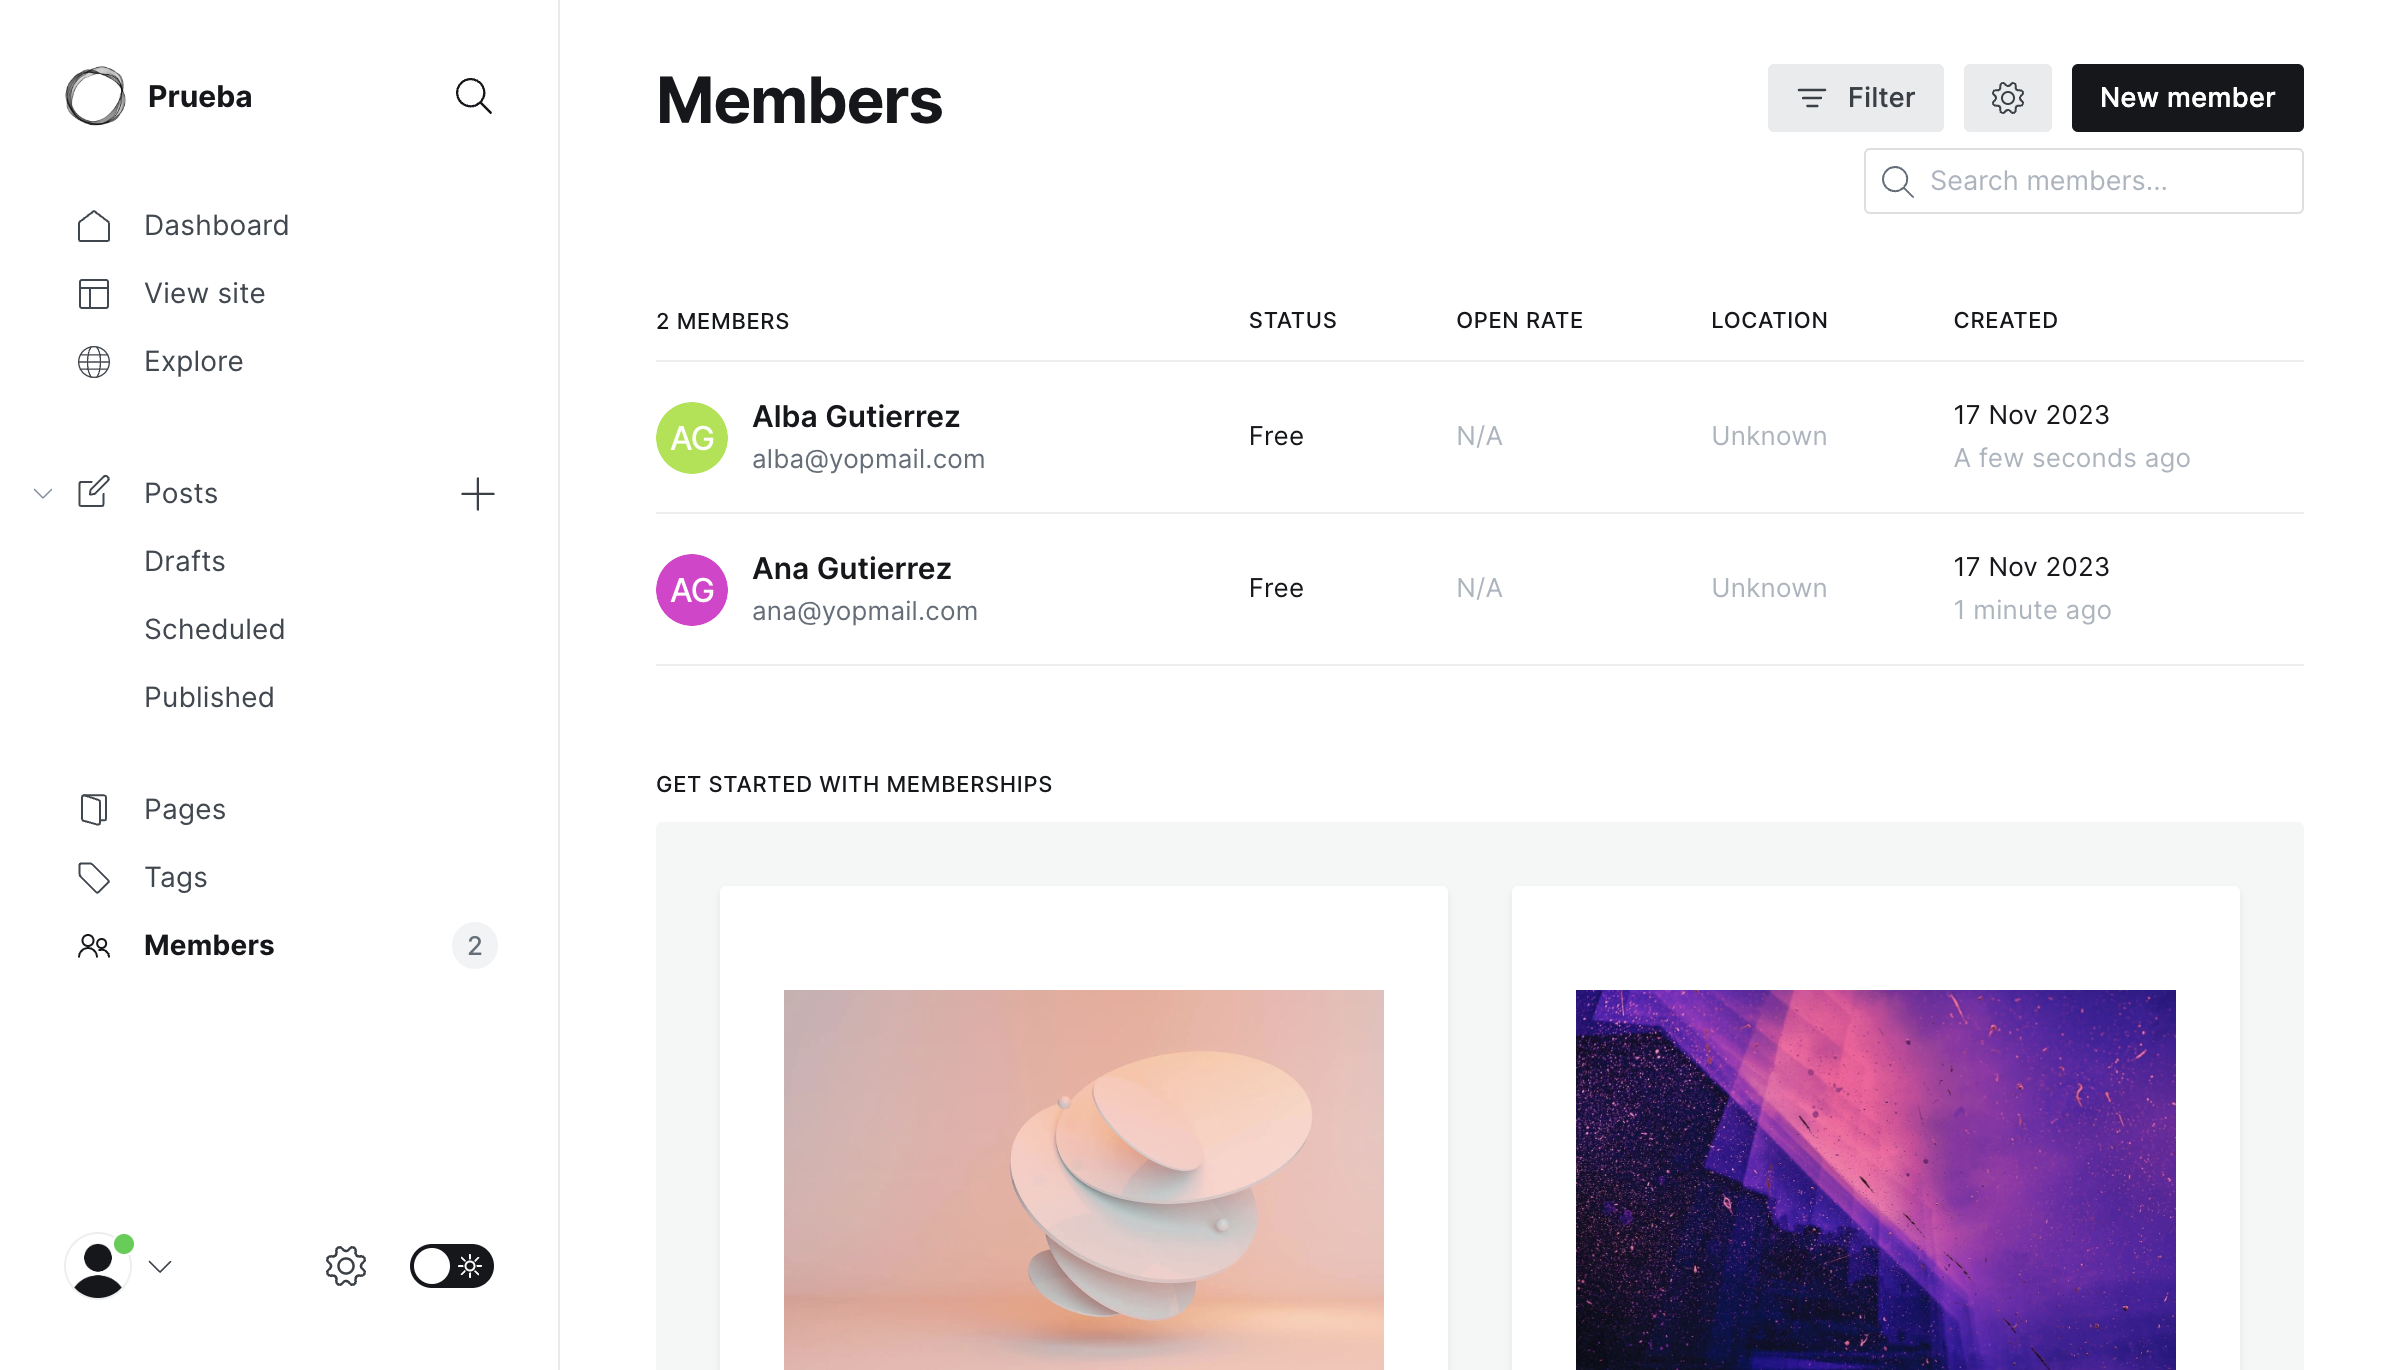 Prueba
Dashboard
View site
Explore
Posts
Drafts
Scheduled
Published
Pages
Tags
Members
2
Members
Filter
New member
Search members...
2 MEMBERS STATUS OPEN RATE LOCATION CREATED
AG Alba Gutierrez Free N/A Unknown 17 Nov 2023
alba@yopmail.com A few seconds ago
AG Ana Gutierrez Free N/A Unknown 17 Nov 2023
ana@yopmail.com 1 minute ago
GET STARTED WITH MEMBERSHIPS